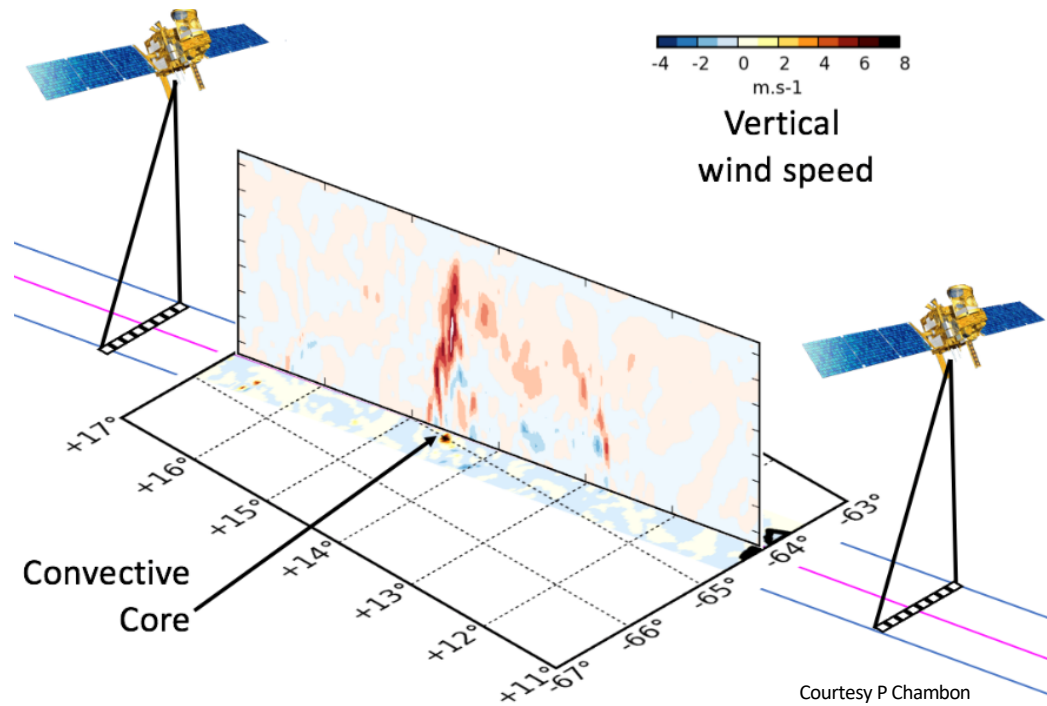 -4 -2 0 2 4 6 8
m.s-1
Vertical
wind speed
+17°
+16°
+15°
+14°
+13°
+12°
+11°
-67°
-66°
-65°
-64°
-63°
Convective
Core
Courtesy P Chambon